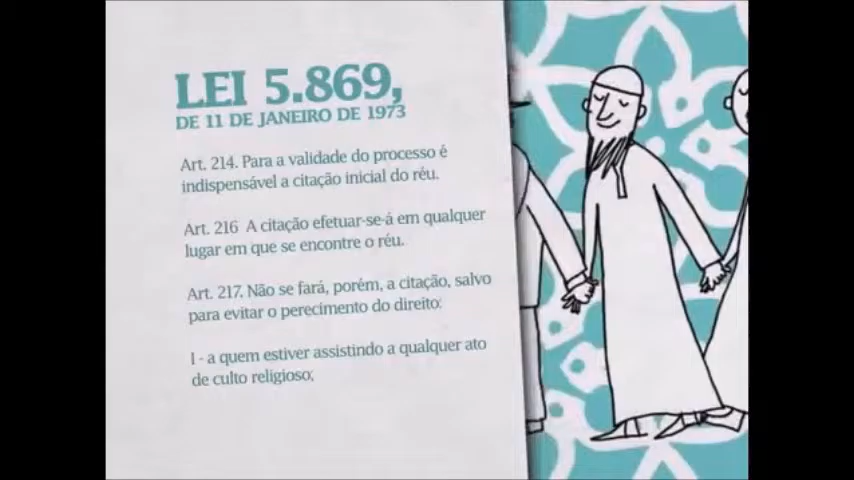 LEI 5.869,
DE 11 DE JANEIRO DE 1973
Art. 214. Para a validade do processo é
indispensável a citação inicial do réu.
Art. 216 A citação efetuar-se-á em qualquer
lugar em que se encontre o réu.
Art. 217. Não se fará, porém, a citação, salvo
para evitar o perecimento do direito:
I - a quem estiver assistindo a qualquer ato
de culto religioso;